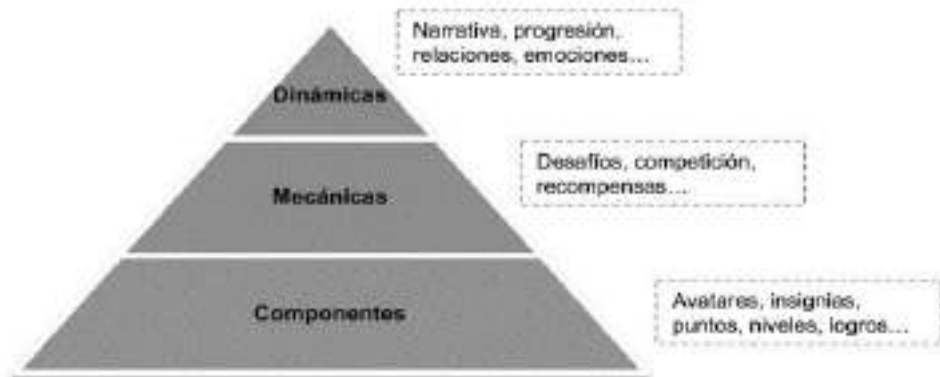 Narrativa, progresión,
relaciones, emociones...
Dinámicas
Desafíos, competición,
recompensas...
Mecánicas
Avatares, insignias,
puntos, niveles, logros...
Componentes